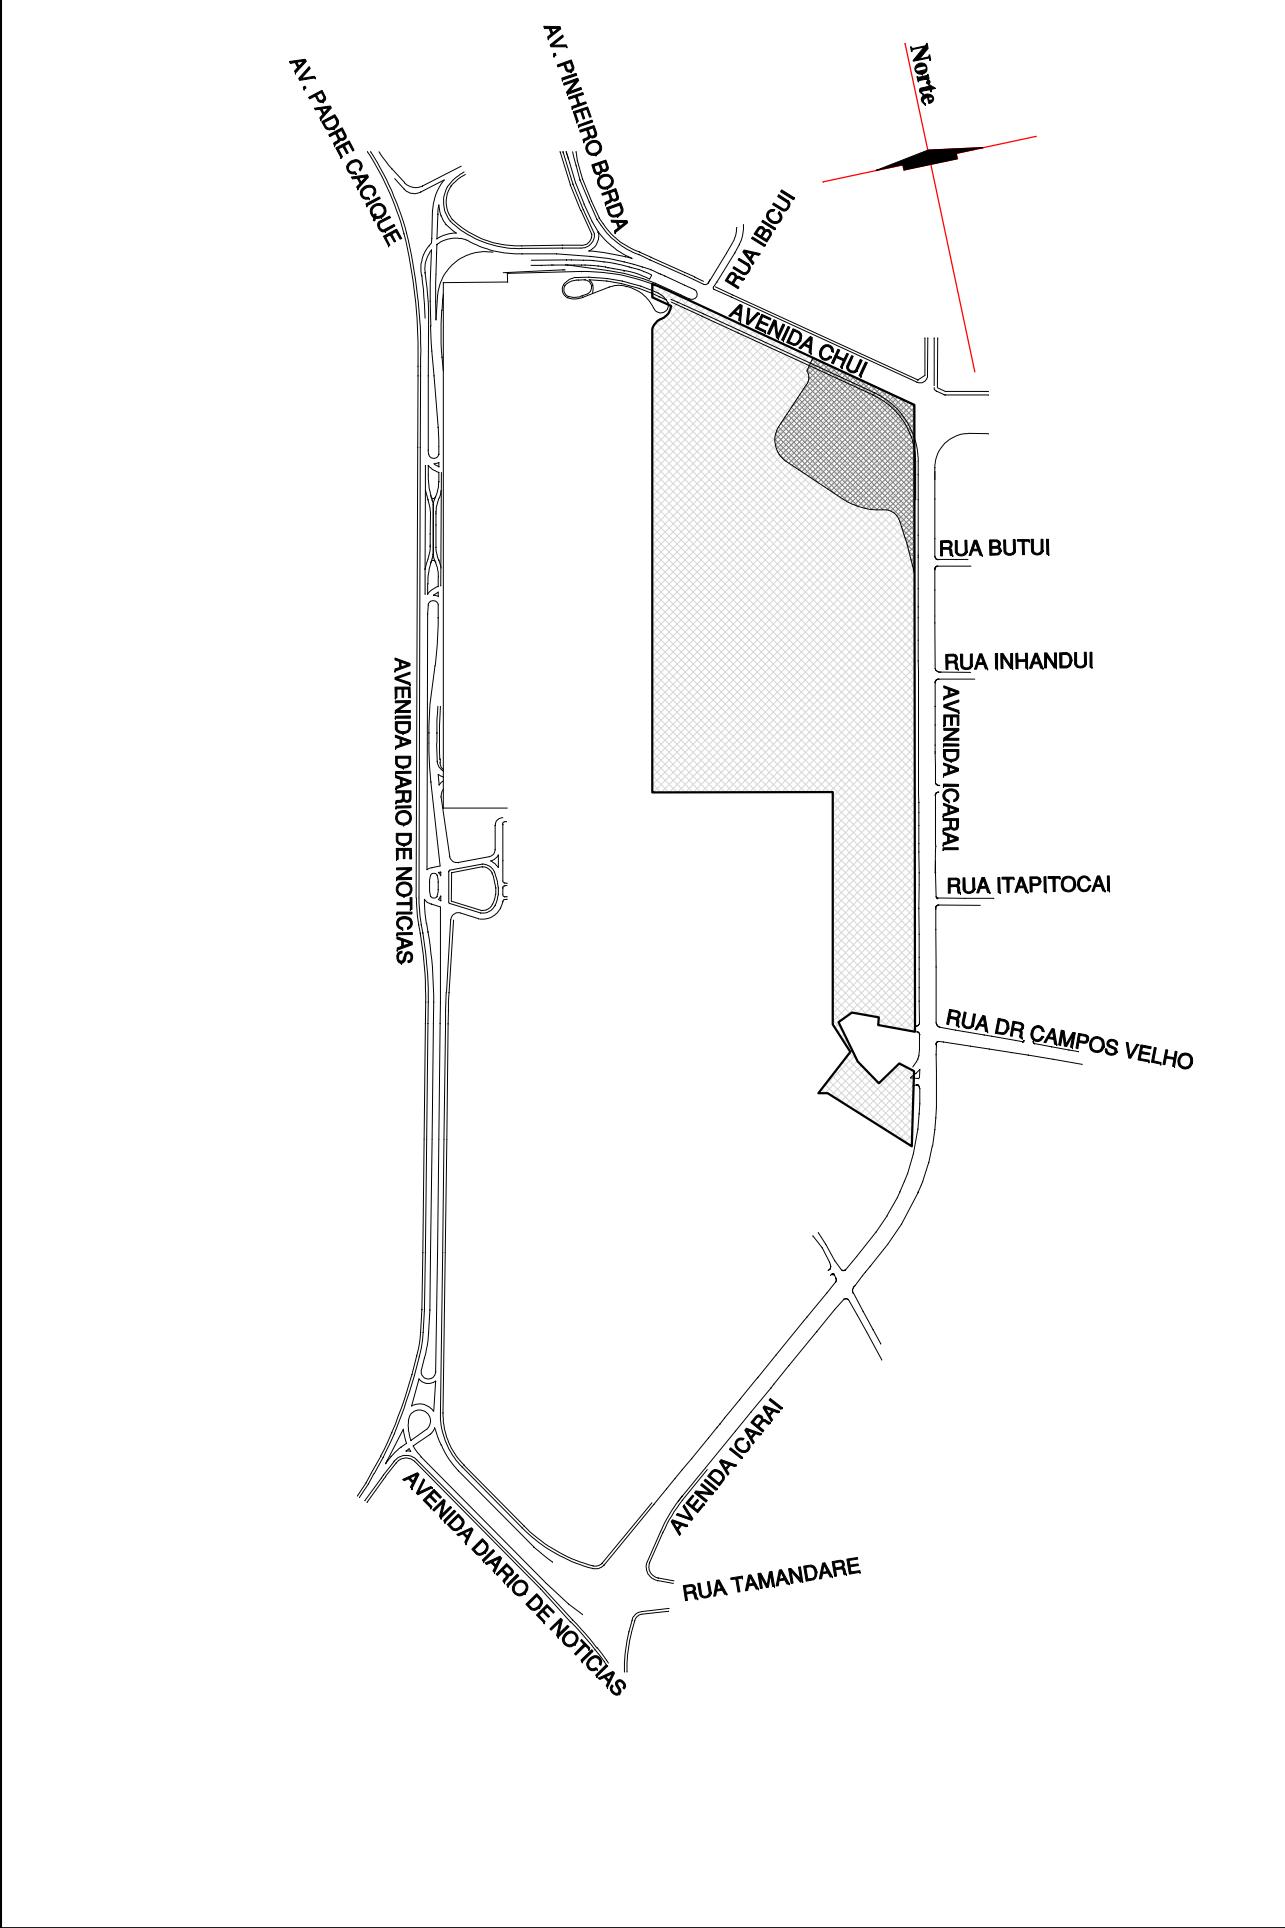 AV. PINHEIRO BORDA
AV. PADRE CACIQUE
Norte
RUA IBICUI
AVENIDA CHUI
RUA BUTUI
RUA INHANDUI
AVENIDA DIARIO DE NOTICIAS
AVENIDA ICARAI
RUA ITAPITOCAI
RUA DR CAMPOS VELHO
AVENIDA ICARAI
AVENIDA DIARIO DE NOTICIAS
RUA TAMANDARE